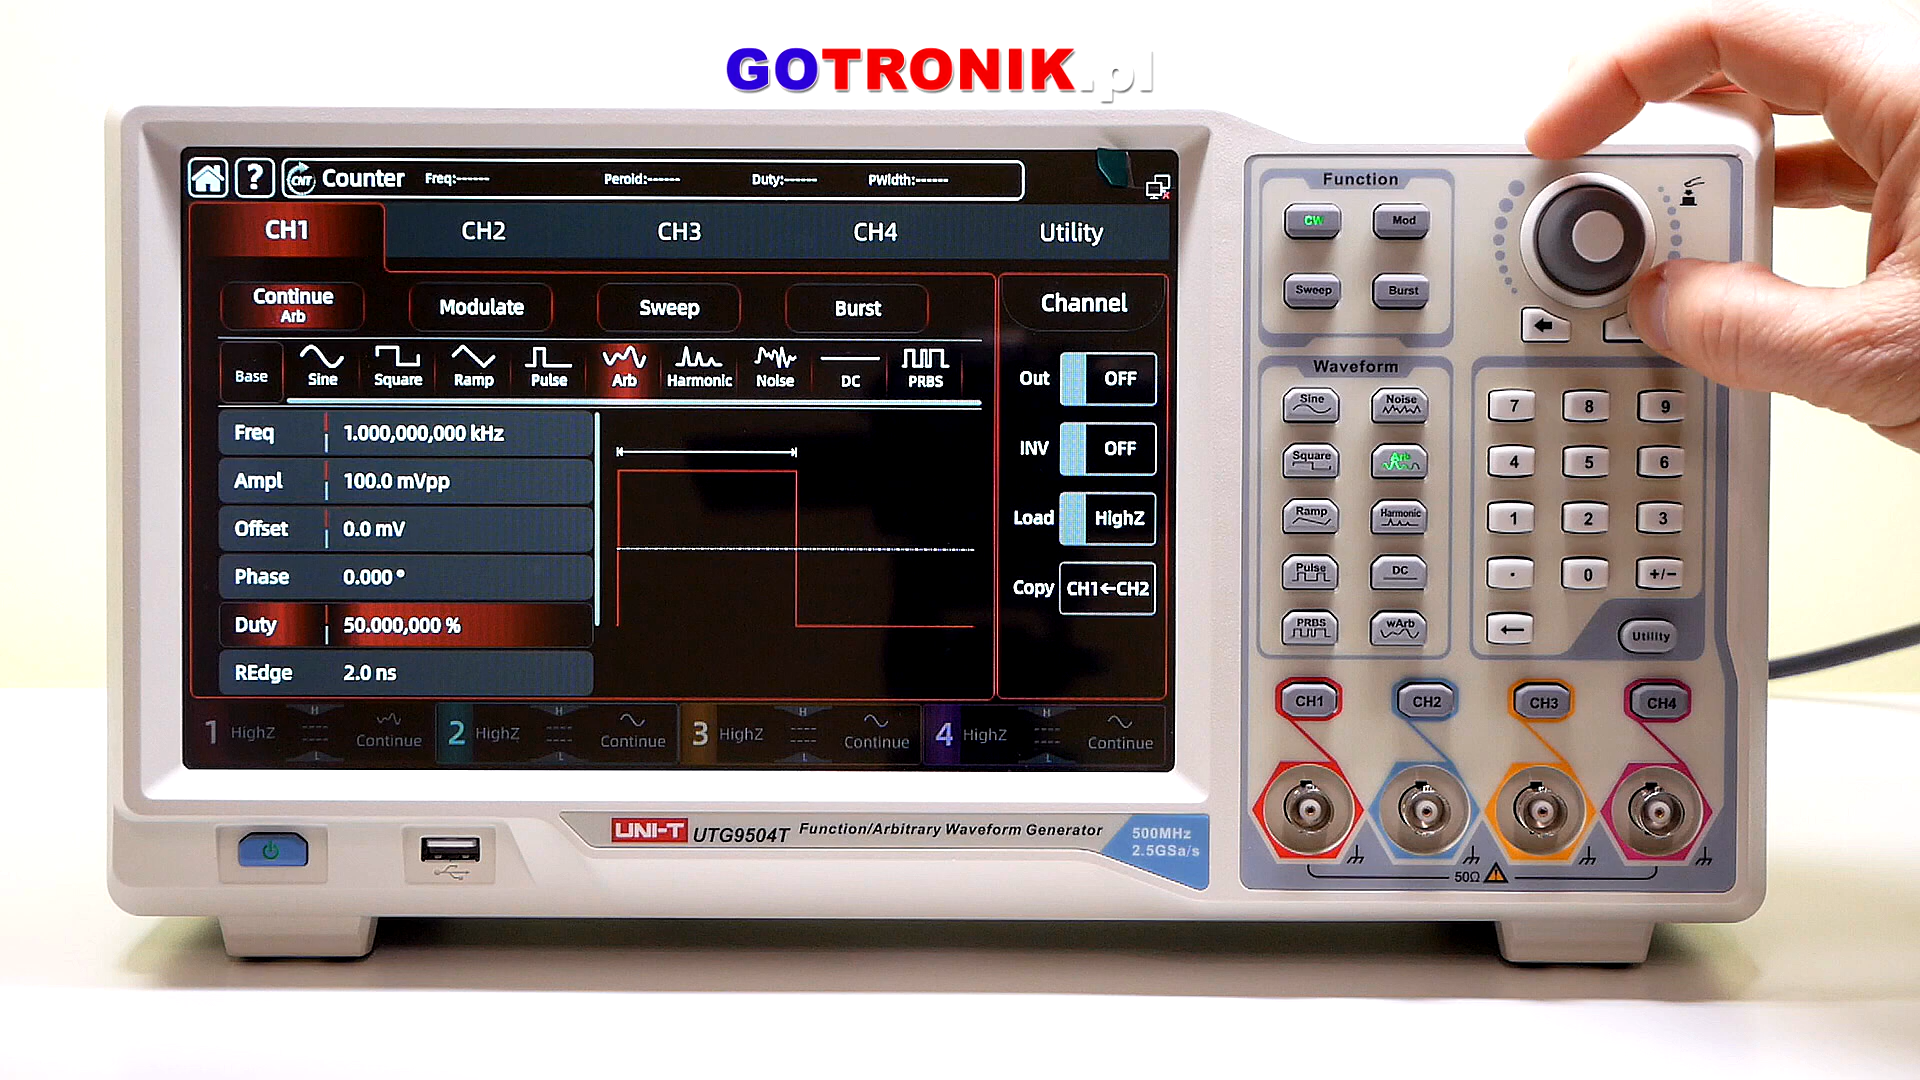 GOTRONIK.pl
? CNT Counter Freq:------ Peroid:------ Duty:------ PWidth:------
CH1 CH2 CH3 CH4 Utility
Continue
Arb
Modulate Sweep Burst
Base Sine Square Ramp Pulse Arb Harmonic Noise DC PRBS
Freq 1.000,000,000 kHz
Ampl 100.0 mVpp
Offset 0.0 mV
Phase 0.000 °
Duty 50.000,000 %
REdge 2.0 ns
Channel
Out OFF
INV OFF
Load HighZ
Copy CH1←CH2
1 HighZ H L Continue
2 HighZ H L Continue
3 HighZ H L Continue
4 HighZ H L Continue
UNI-T UTG9504T Function/Arbitrary Waveform Generator
500MHz
2.5GSa/s
Function
CW Mod
Sweep Burst
Waveform
Sine Noise
Square Arb
Ramp Harmonic
Pulse DC
PRBS wArb
7 8 9
4 5 6
1 2 3
. 0 +/-
←
Utility
CH1 CH2 CH3 CH4
50Ω